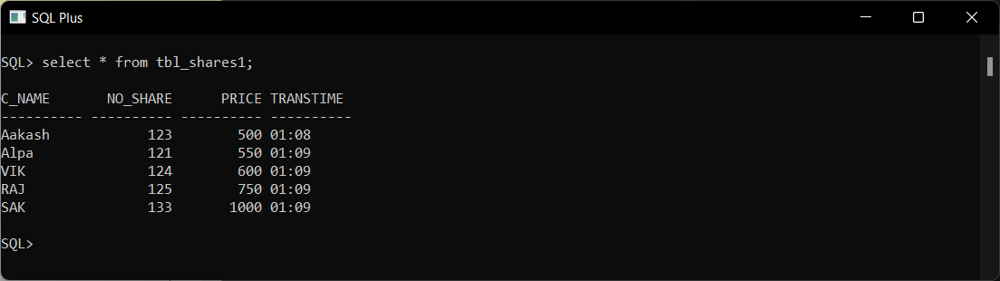 SQL Plus
SQL> select * from tbl_shares1;
C_NAME       NO_SHARE      PRICE TRANSTIME
---------- ---------- ---------- ----------
Aakash            123        500 01:08
Alpa              121        550 01:09
VIK               124        600 01:09
RAJ               125        750 01:09
SAK               133       1000 01:09
SQL>